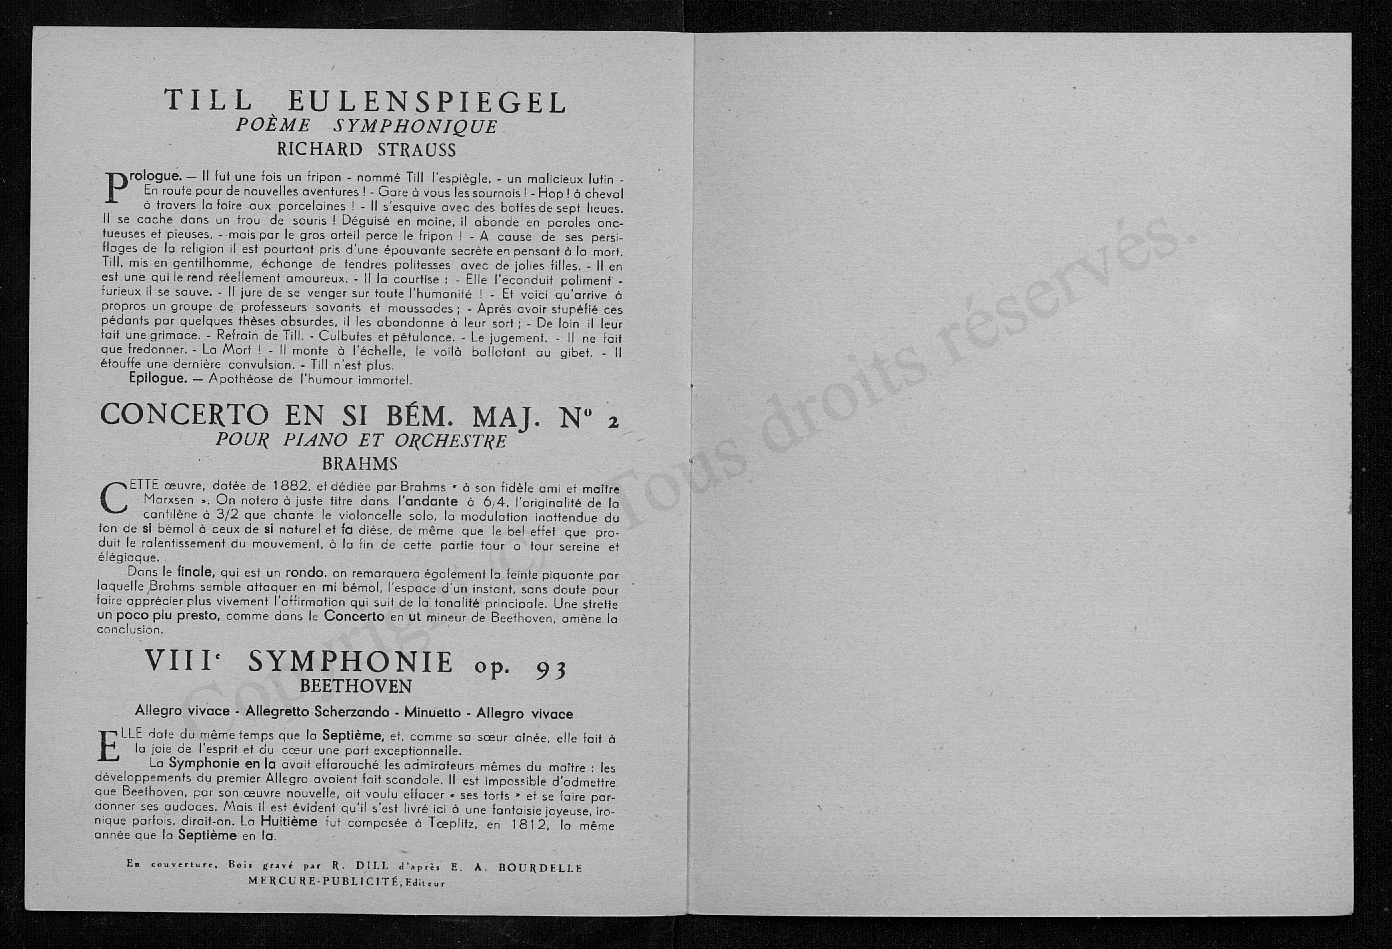 TILL EULENSPIEGEL
POÈME SYMPHONIQUE
RICHARD STRAUSS
Prologue. — Il fut une fois un fripon - nommé Till l'espiègle, - un malicieux lutin -
En route pour de nouvelles aventures ! - Gare à vous les sournois ! - Hop ! à cheval
à travers la foire aux porcelaines ! - Il s'esquive avec des bottes de sept lieues.
Il se cache dans un trou de souris ! Déguisé en moine, il abonde en paroles onc-
tueuses et pieuses, - mais par le gros orteil perce le fripon ! - A cause de ses persi-
flages de la religion il est pourtant pris d'une épouvante secrète en pensant à la mort.
Till, mis en gentilhomme, échange de tendres politesses avec de jolies filles. - Il en
est une qui le rend réellement amoureux. - Il la courtise ; - Elle l'éconduit poliment -
furieux il se sauve. - Il jure de se venger sur toute l'humanité ! - Et voici qu'arrive à
propros un groupe de professeurs savants et maussades ; - Après avoir stupéfié ces
pédants par quelques thèses absurdes, il les abandonne à leur sort ; - De loin il leur
fait une grimace. - Refrain de Till. - Culbutes et pétulance. - Le jugement. - Il ne fait
que fredonner. - La Mort ! - Il monte à l'échelle, le voilà ballotant au gibet. - Il
étouffe une dernière convulsion. - Till n'est plus.
Epilogue. — Apothéose de l'humour immortel.
CONCERTO EN SI BÉM. MAJ. Nº 2
POUR PIANO ET ORCHESTRE
BRAHMS
CETTE œuvre, datée de 1882, et dédiée par Brahms " à son fidèle ami et maître
Marxsen ». On notera à juste titre dans l'andante à 6/4, l'originalité de la
cantilène à 3/2 que chante le violoncelle solo, la modulation inattendue du
ton de si bémol à ceux de si naturel et fa dièse, de même que le bel effet que pro-
duit le ralentissement du mouvement, à la fin de cette partie tour a tour sereine et
élégiaque.
Dans le finale, qui est un rondo, on remarquera également la feinte piquante par
laquelle Brahms semble attaquer en mi bémol, l'espace d'un instant, sans doute pour
faire apprécier plus vivement l'affirmation qui suit de la tonalité principale. Une strette
un poco piu presto, comme dans le Concerto en ut mineur de Beethoven, amène la
conclusion.
VIIIe SYMPHONIE op. 93
BEETHOVEN
Allegro vivace - Allegretto Scherzando - Minuetto - Allegro vivace
ELLE date du même temps que la Septième, et, comme sa sœur aînée, elle fait à
la joie de l'esprit et du cœur une part exceptionnelle.
La Symphonie en la avait effarouché les admirateurs mêmes du maître : les
développements du premier Allegro avaient fait scandale. Il est impossible d'admettre
que Beethoven, par son œuvre nouvelle, ait voulu effacer « ses torts " et se faire par-
donner ses audaces. Mais il est évident qu'il s'est livré ici à une fantaisie joyeuse, iro-
nique parfois, dirait-on. La Huitième fut composée à Tœplitz, en 1812, la même
année que la Septième en la.
En couverture, Bois gravé par R. DILL d'après E. A. BOURDELLE
MERCURE-PUBLICITÉ, Editeur
Copyright © Tous droits réservés.